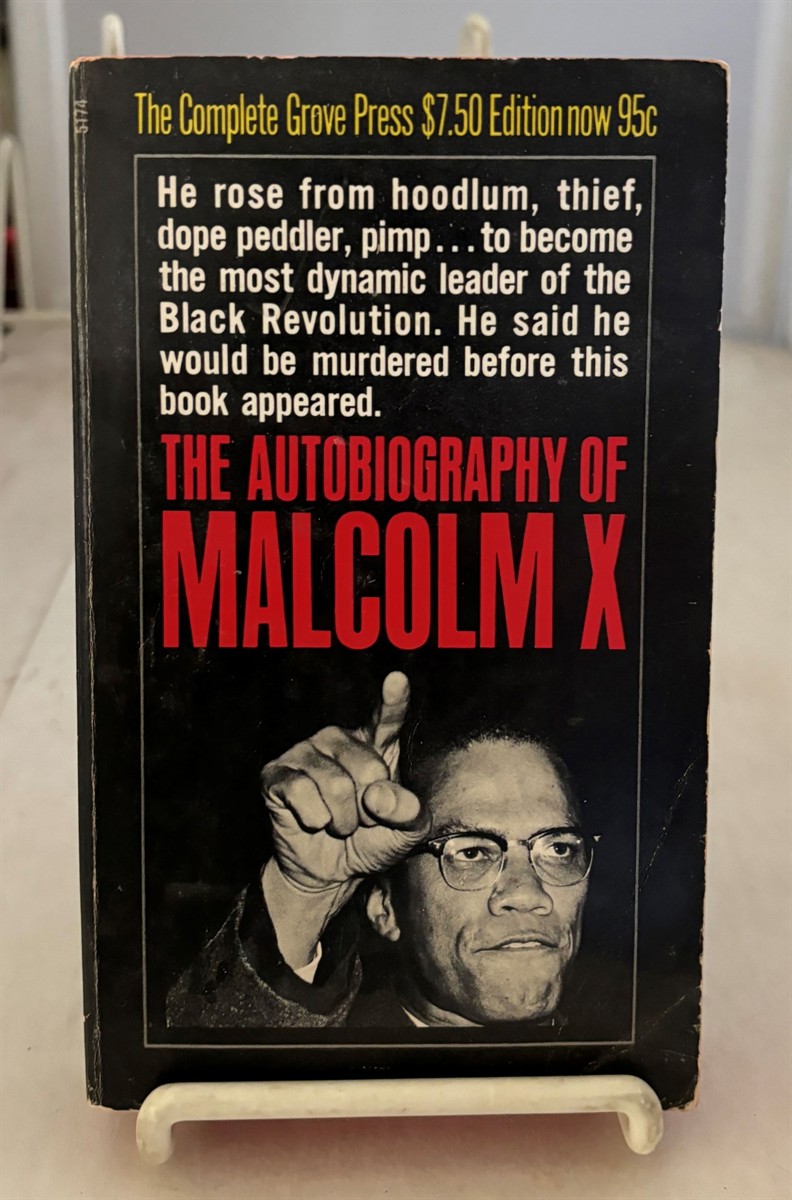 5174
The Complete Grove Press $7.50 Edition now 95c
He rose from hoodlum, thief,
dope peddler, pimp...to become
the most dynamic leader of the
Black Revolution. He said he
would be murdered before this
book appeared.
THE AUTOBIOGRAPHY OF
MALCOLM X